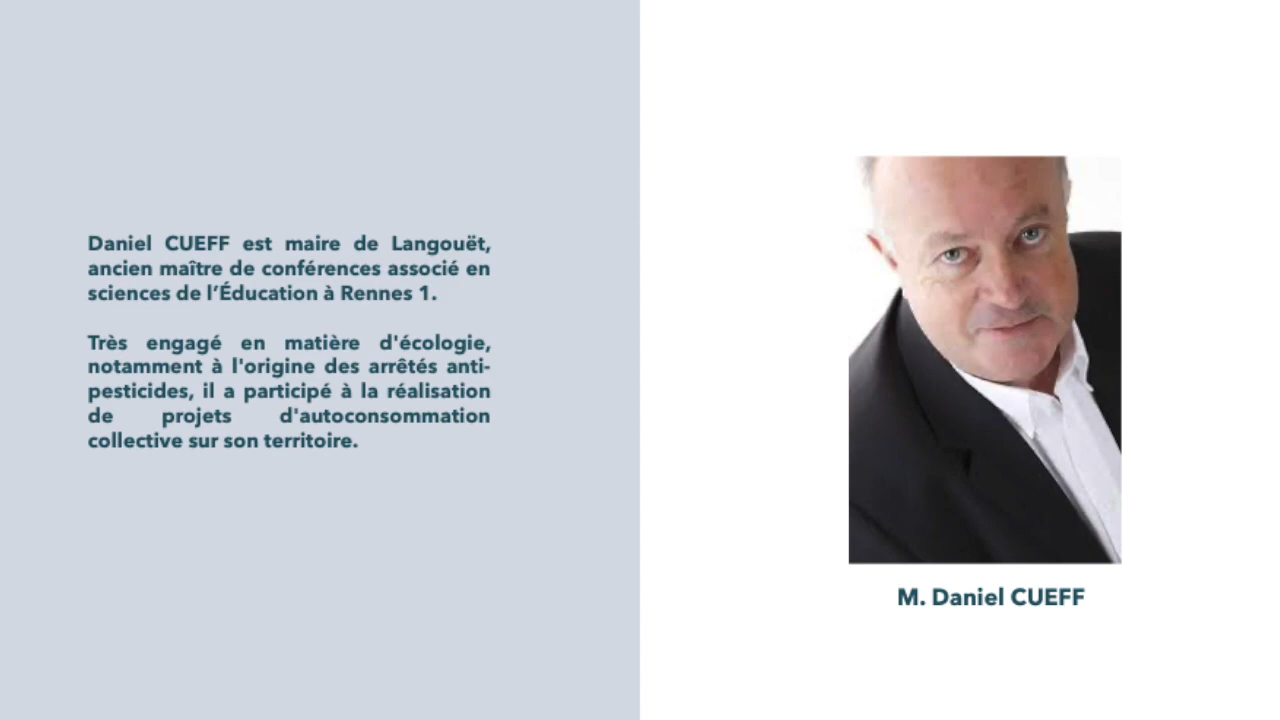 Daniel CUEFF est maire de Langouët,
ancien maître de conférences associé en
sciences de l’Éducation à Rennes 1.
Très engagé en matière d'écologie,
notamment à l'origine des arrêtés anti-
pesticides, il a participé à la réalisation
de projets d'autoconsommation
collective sur son territoire.
M. Daniel CUEFF